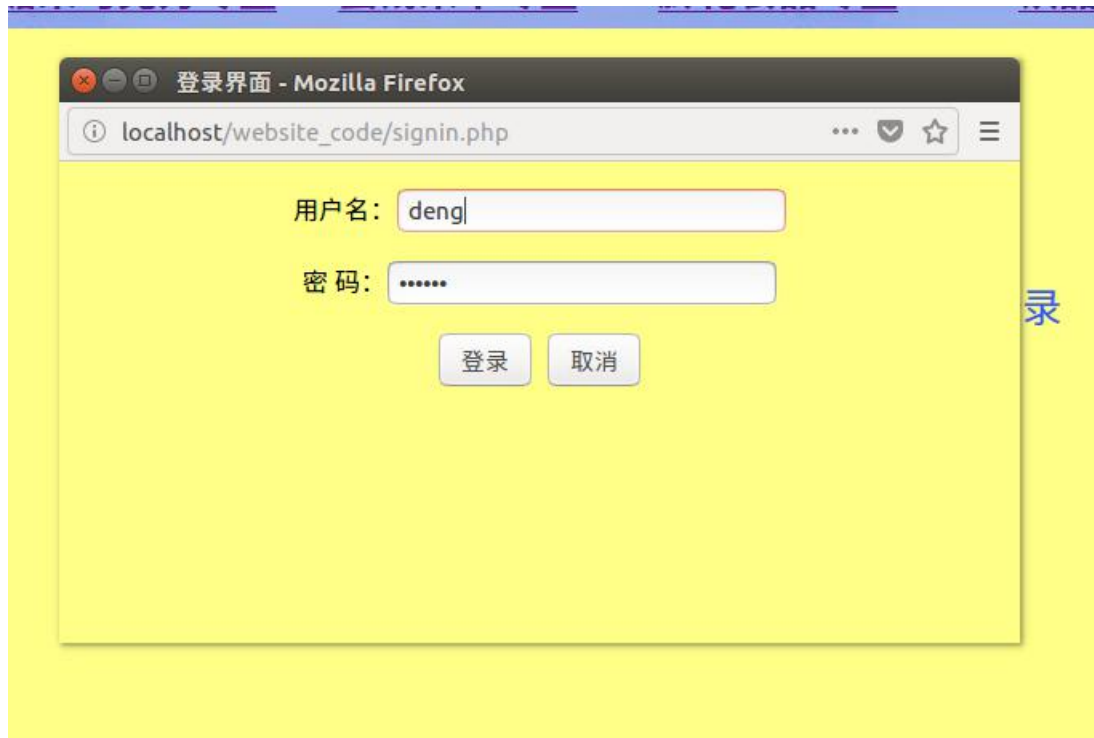 登录界面 - Mozilla Firefox
localhost/website_code/signin.php
用户名: deng
密 码: ••••••
录
登录 取消